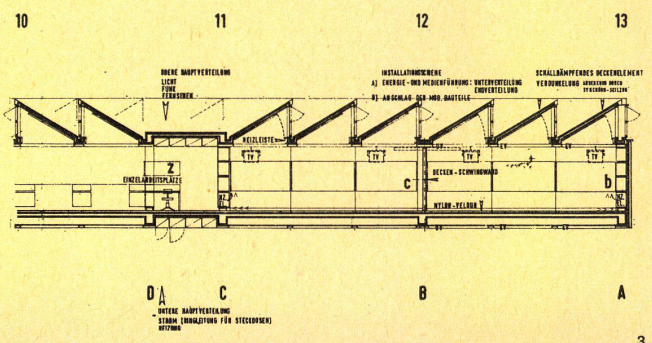 10 11 12 13
OBERE HAUPTVERTEILUNG
LICHT
FUNK
FERNSEHEN
INSTALLATIONSSCHIENE
A) ENERGIE- UND MEDIENFÜHRUNG: UNTERVERTEILUNG
ENDVERTEILUNG
B) ANSCHLAG DER MOB. BAUTEILE
SCHALLDÄMPFENDES DECKENELEMENT
VERDUNKELUNG
HEIZLEISTE
TV TV TV TV
Z
EINZELARBEITSPLÄTZE
C
DECKEN-SCHWINGWAND
b
NYLON-VELOUR
D C B A
UNTERE HAUPTVERTEILUNG
STROM (RINGLEITUNG FÜR STECKDOSEN)
HEIZUNG
3